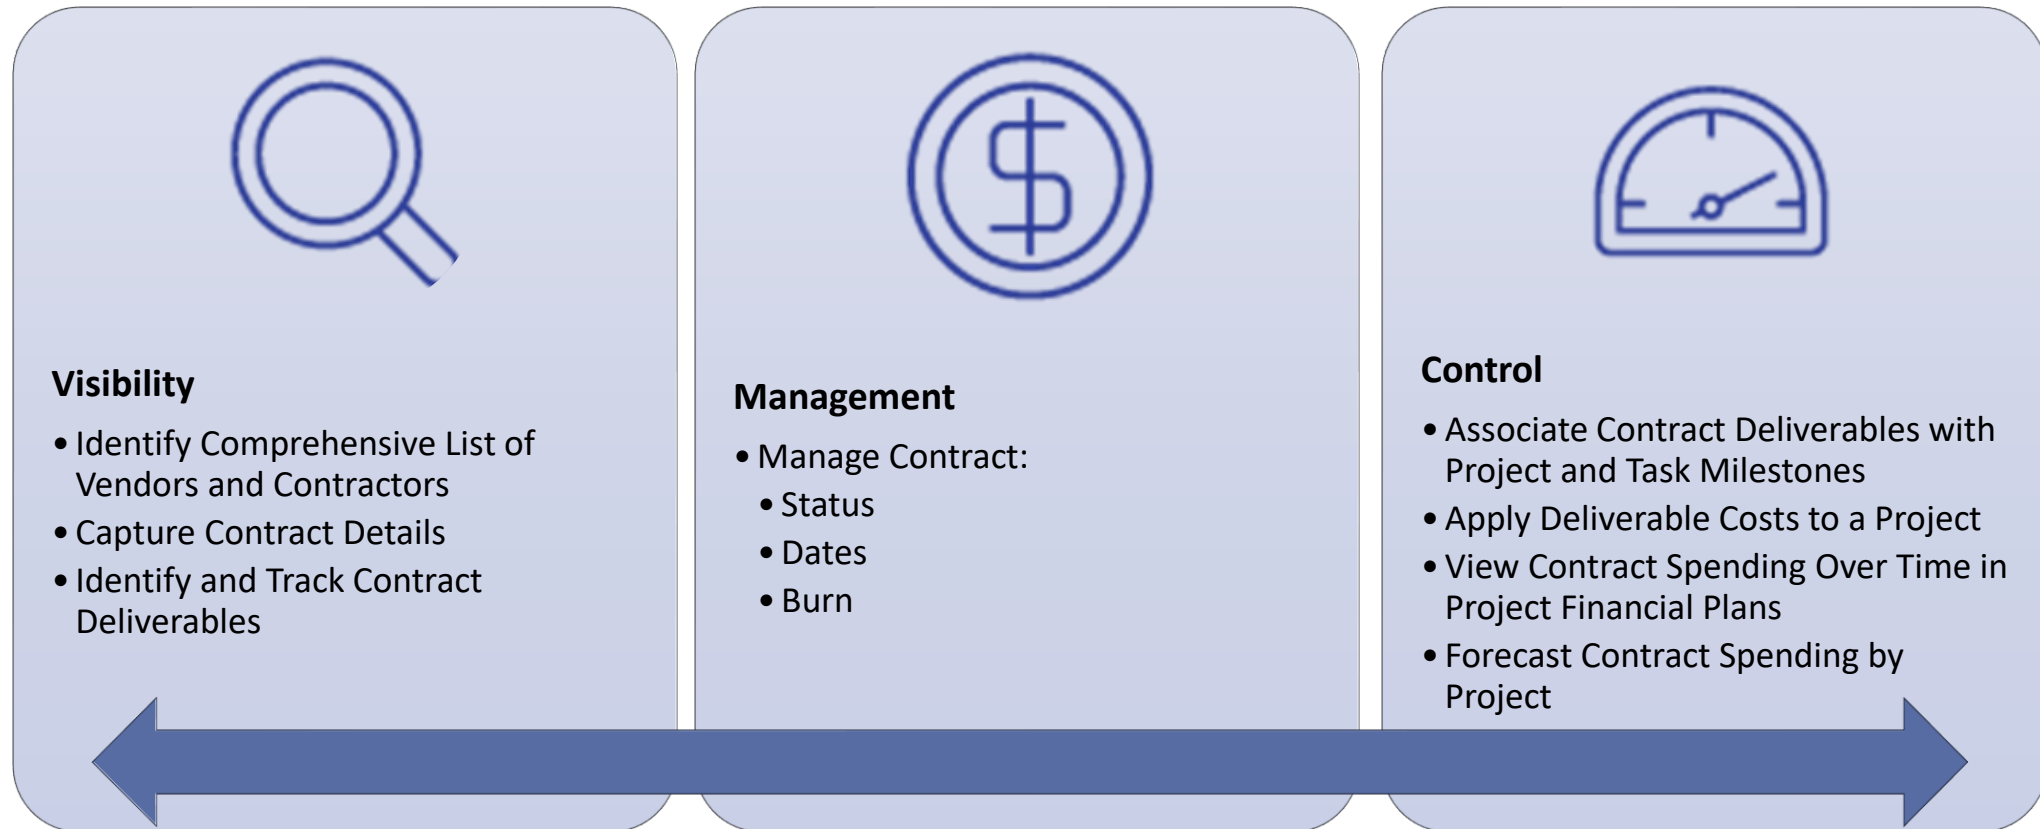 Visibility
• Identify Comprehensive List of
Vendors and Contractors
• Capture Contract Details
• Identify and Track Contract
Deliverables
Management
• Manage Contract:
• Status
• Dates
• Burn
Control
• Associate Contract Deliverables with
Project and Task Milestones
• Apply Deliverable Costs to a Project
• View Contract Spending Over Time in
Project Financial Plans
• Forecast Contract Spending by
Project